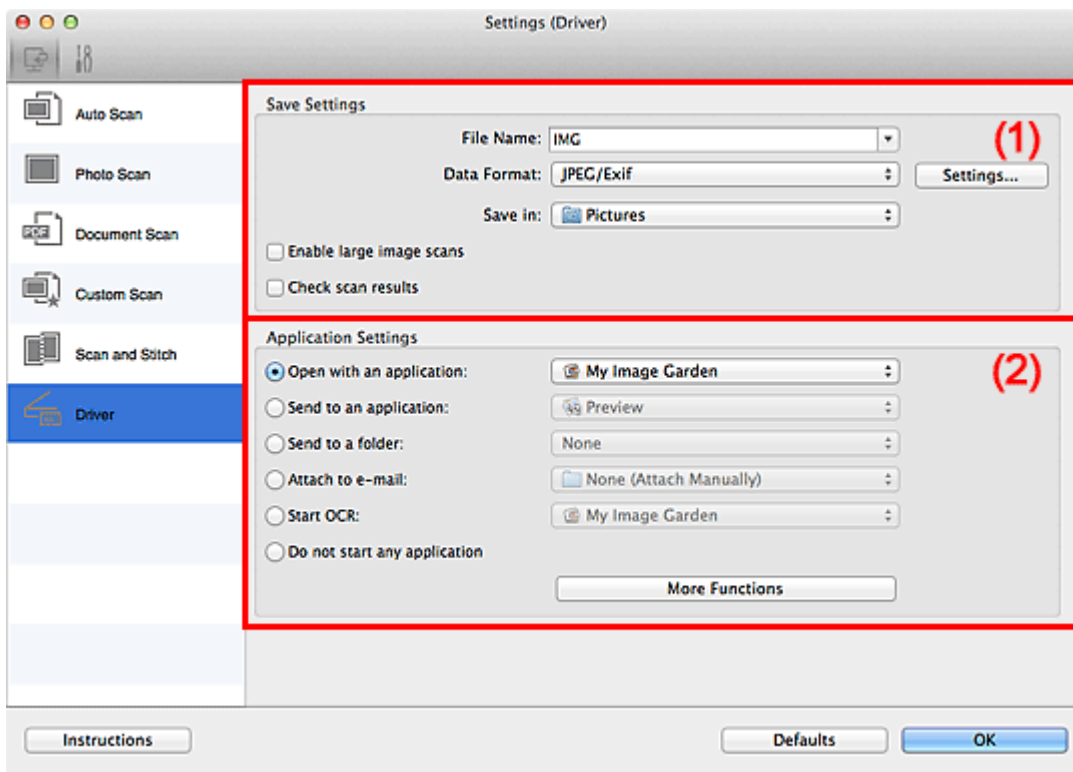 Settings (Driver)
Auto Scan
Photo Scan
PDF
Document Scan
Custom Scan
Scan and Stitch
Driver
Save Settings
(1)
File Name: IMG
Data Format: JPEG/Exif Settings...
Save in: Pictures
Enable large image scans
Check scan results
Application Settings
(2)
Open with an application: My Image Garden
Send to an application: Preview
Send to a folder: None
Attach to e-mail: None (Attach Manually)
Start OCR: My Image Garden
Do not start any application
More Functions
Instructions Defaults OK